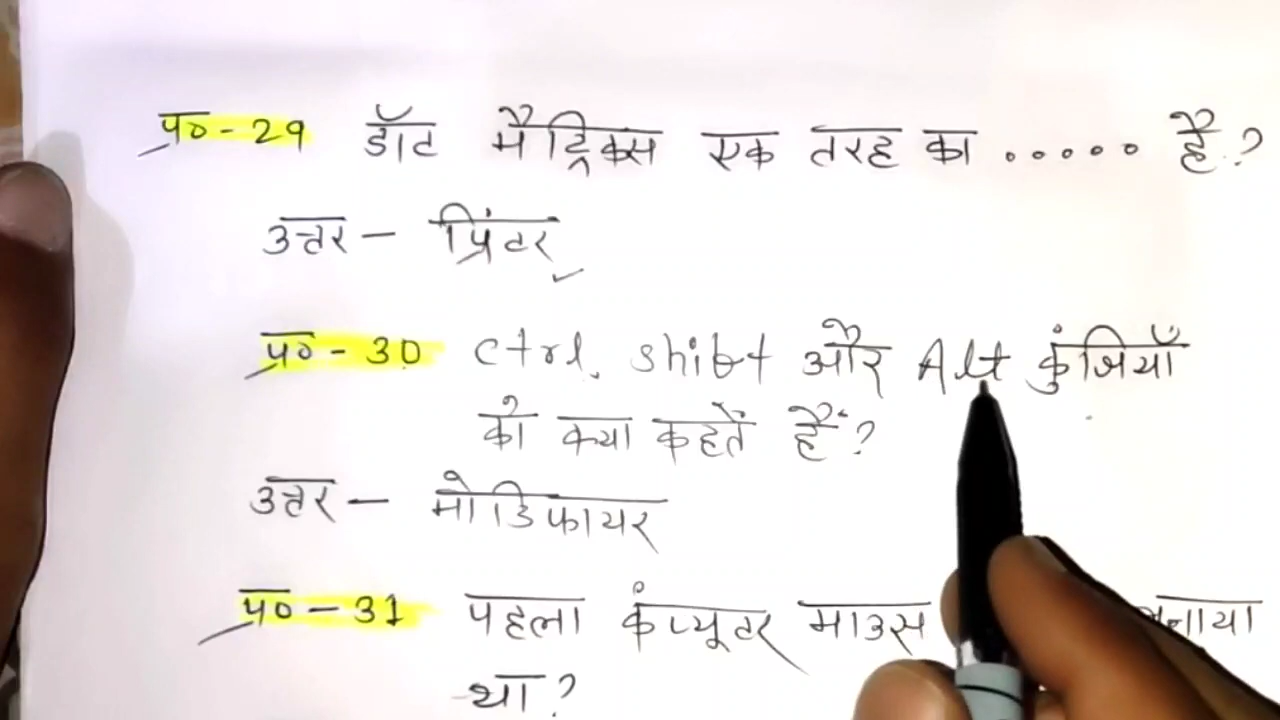 प्र० - 29 डॉट मैट्रिक्स एक तरह का ..... है?
उत्तर - प्रिंटर
प्र० - 30 ctrl, shift और Alt कुंजियाँ
को क्या कहतें हैं?
उत्तर - मोडिफायर
प्र० - 31 पहला कंप्यूटर माउस बनाया
था?